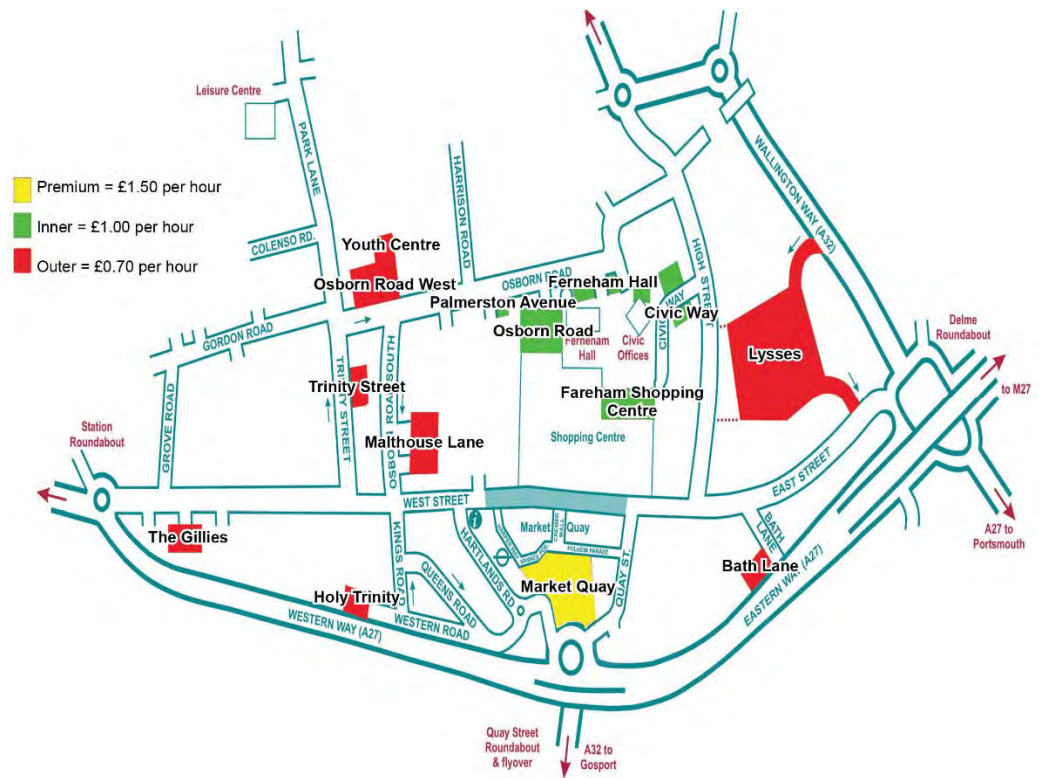 Leisure Centre
PARK LANE
HARRISON ROAD
WALLINGTON WAY (A32)
Premium = £1.50 per hour
Inner = £1.00 per hour
Outer = £0.70 per hour
COLENSO RD.
Youth Centre
Osborn Road West
OSBORN ROAD
Ferneham Hall
HIGH STREET
Palmerston Avenue
CIVIC WAY
Civic Way
Osborn Road
Ferneham
Hall
Civic
Offices
GORDON ROAD
Lysses
Delme
Roundabout
to M27
TRINITY STREET
Trinity Street
OSBORN ROAD SOUTH
Fareham Shopping
Centre
GROVE ROAD
Station
Roundabout
Malthouse Lane
Shopping Centre
EAST STREET
WEST STREET
i
Market Quay
HARTLANDS RD
QUAY ST.
BATH
LANE
A27 to
Portsmouth
The Gillies
KINGS ROAD
QUEENS ROAD
Market Quay
Bath Lane
EASTERN WAY (A27)
Holy Trinity
WESTERN ROAD
WESTERN WAY (A27)
Quay Street
Roundabout
& flyover
A32 to
Gosport